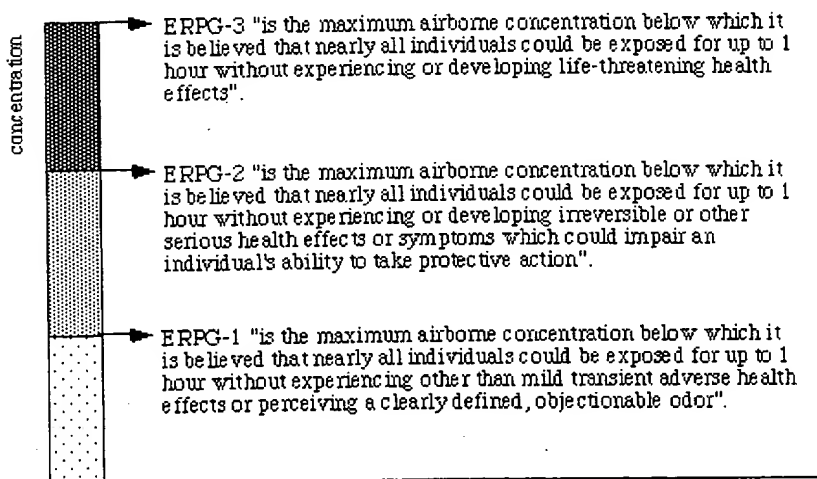 concentration
ERPG-3 "is the maximum airborne concentration below which it
is believed that nearly all individuals could be exposed for up to 1
hour without experiencing or developing life-threatening health
effects".
ERPG-2 "is the maximum airborne concentration below which it
is believed that nearly all individuals could be exposed for up to 1
hour without experiencing or developing irreversible or other
serious health effects or symptoms which could impair an
individual's ability to take protective action".
ERPG-1 "is the maximum airborne concentration below which it
is believed that nearly all individuals could be exposed for up to 1
hour without experiencing other than mild transient adverse health
effects or perceiving a clearly defined, objectionable odor".